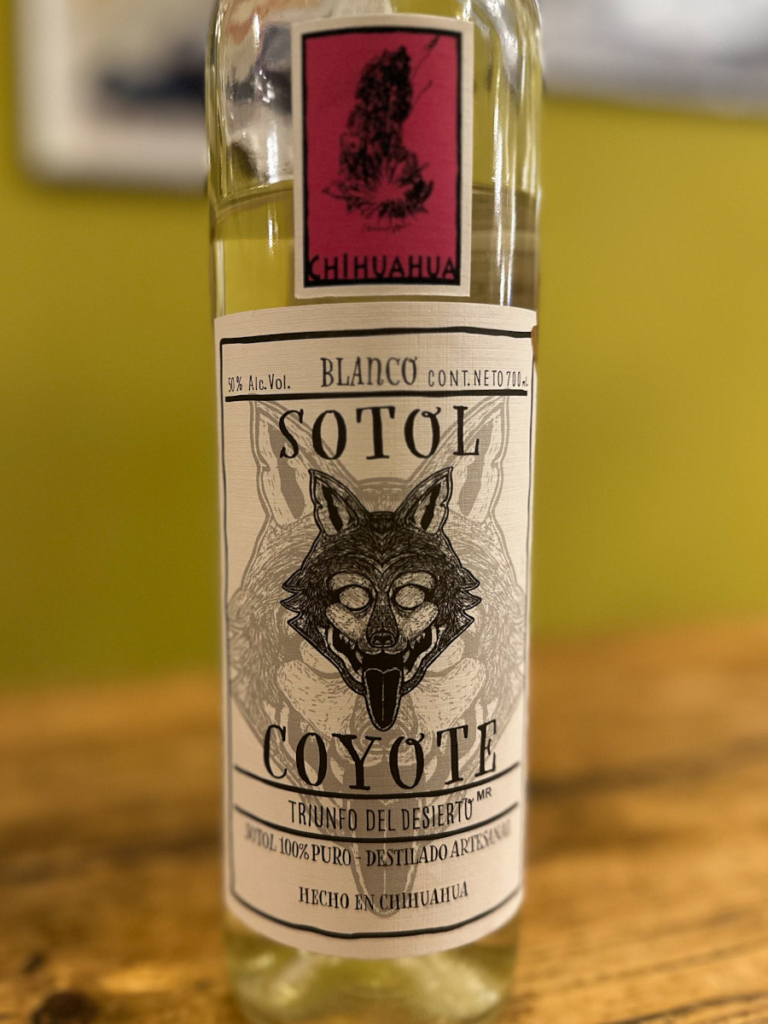 CHIHUAHUA
50% Alc. Vol. BLANCO CONT. NETO 700 mL
SOTOL
COYOTE
TRIUNFO DEL DESIERTO MR
SOTOL 100% PURO - DESTILADO ARTESANAL
HECHO EN CHIHUAHUA